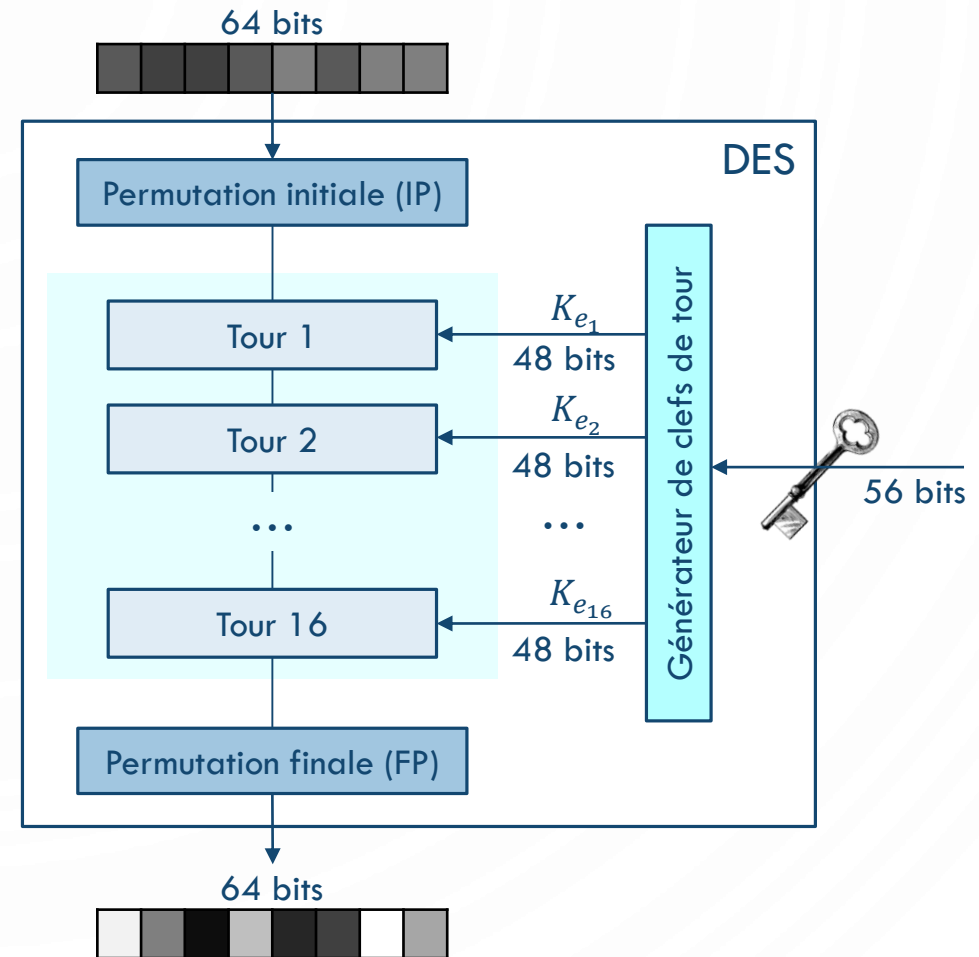 64 bits
DES
Permutation initiale (IP)
Tour 1
K_{e_1}
48 bits
Tour 2
K_{e_2}
48 bits
...
...
Tour 16
K_{e_{16}}
48 bits
Générateur de clefs de tour
56 bits
Permutation finale (FP)
64 bits